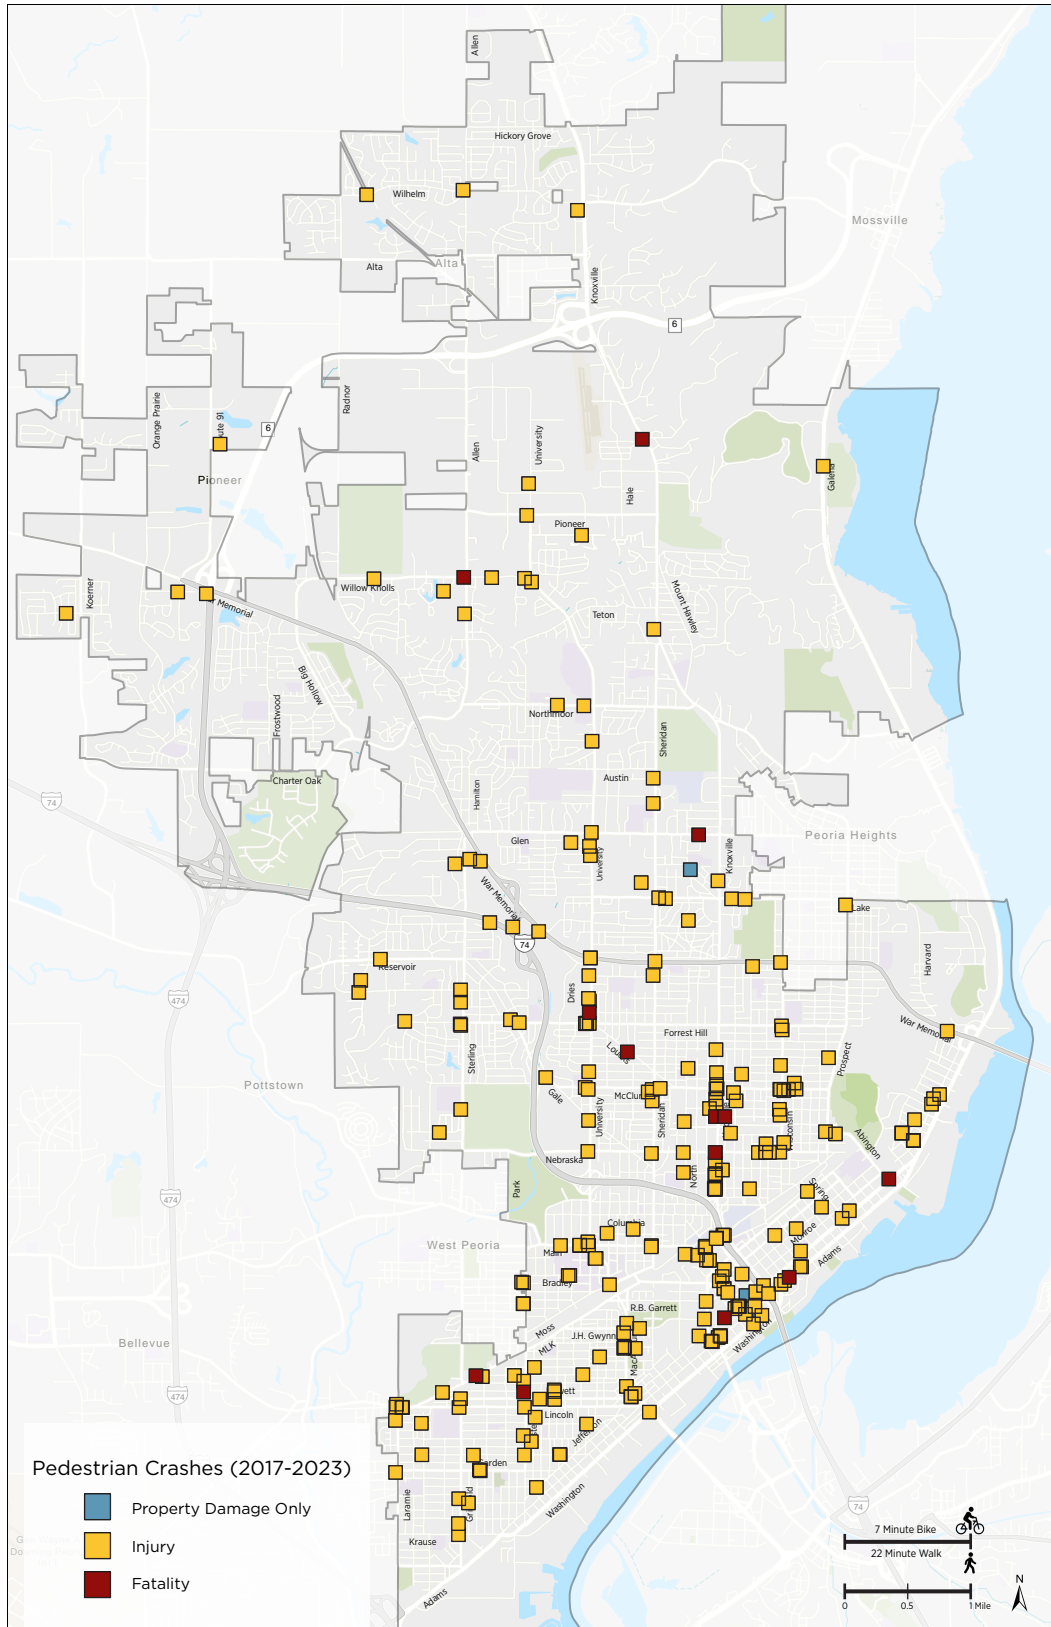 Allen
Hickory Grove
Wilhelm
Mossville
Alta
Alta
Knoxville
6
Radnor
Orange Prairie
6
University
Allen
Galena
Pioneer
Hale
Pioneer
Willow Knolls
Koerner
r Memorial
Teton
Mount Hawley
Big Hollow
Frostwood
Northmoor
Sheridan
Austin
Charter Oak
Hamilton
74
Glen
University
Knoxville
Peoria Heights
War Memorial
Lake
74
Harvard
Reservoir
Dries
474
Forrest Hill
War Memorial
Loucks
Sterling
Prospect
Pottstown
Gale
McClure
University
Sheridan
Wisconsin
Abington
Nebraska
North
Park
Spring
474
Columbia
Monroe
West Peoria
Main
Adams
Bradley
R.B. Garrett
Moss
J.H. Gwynn
Washington
MLK
Bellevue
474
Lincoln
Jefferson
Garden
Washington
Laramie
Krause
Adams
Pedestrian Crashes (2017-2023)
Property Damage Only
Injury
Fatality
74
7 Minute Bike
22 Minute Walk
N
0 0.5 1 Mile